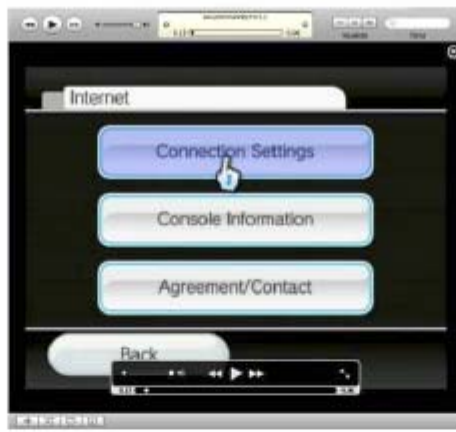 Internet
Connection Settings
Console Information
Agreement/Contact
Back